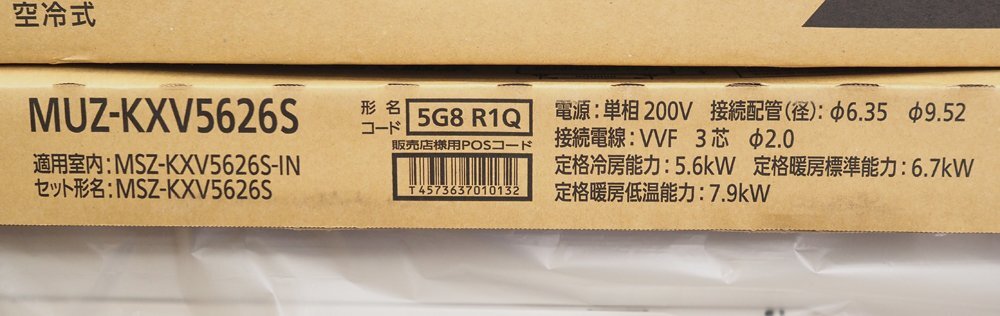 空冷式
MUZ-KXV5626S
適用室内:MSZ-KXV5626S-IN
セット形名:MSZ-KXV5626S
形名
コード
5G8 R1Q
販売店様用POSコード
T4573637010132
電源:単相200V 接続配管(径):φ6.35 φ9.52
接続電線:VVF 3芯 φ2.0
定格冷房能力:5.6kW 定格暖房標準能力:6.7kW
定格暖房低温能力:7.9kW